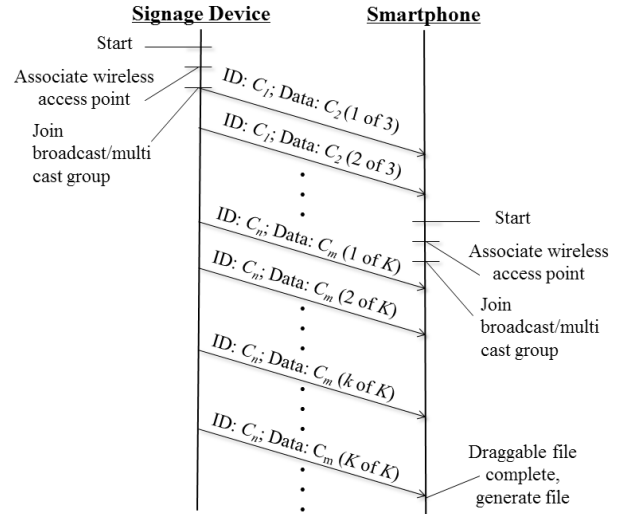 Signage Device
Smartphone
Start
Associate wireless
access point
Join
broadcast/multi
cast group
ID: C1; Data: C2 (1 of 3)
ID: C1; Data: C2 (2 of 3)
Start
Associate wireless
access point
Join
broadcast/multi
cast group
ID: Cn; Data: Cm (1 of K)
ID: Cn; Data: Cm (2 of K)
ID: Cn; Data: Cm (k of K)
ID: Cn; Data: Cm (K of K)
Draggable file
complete,
generate file